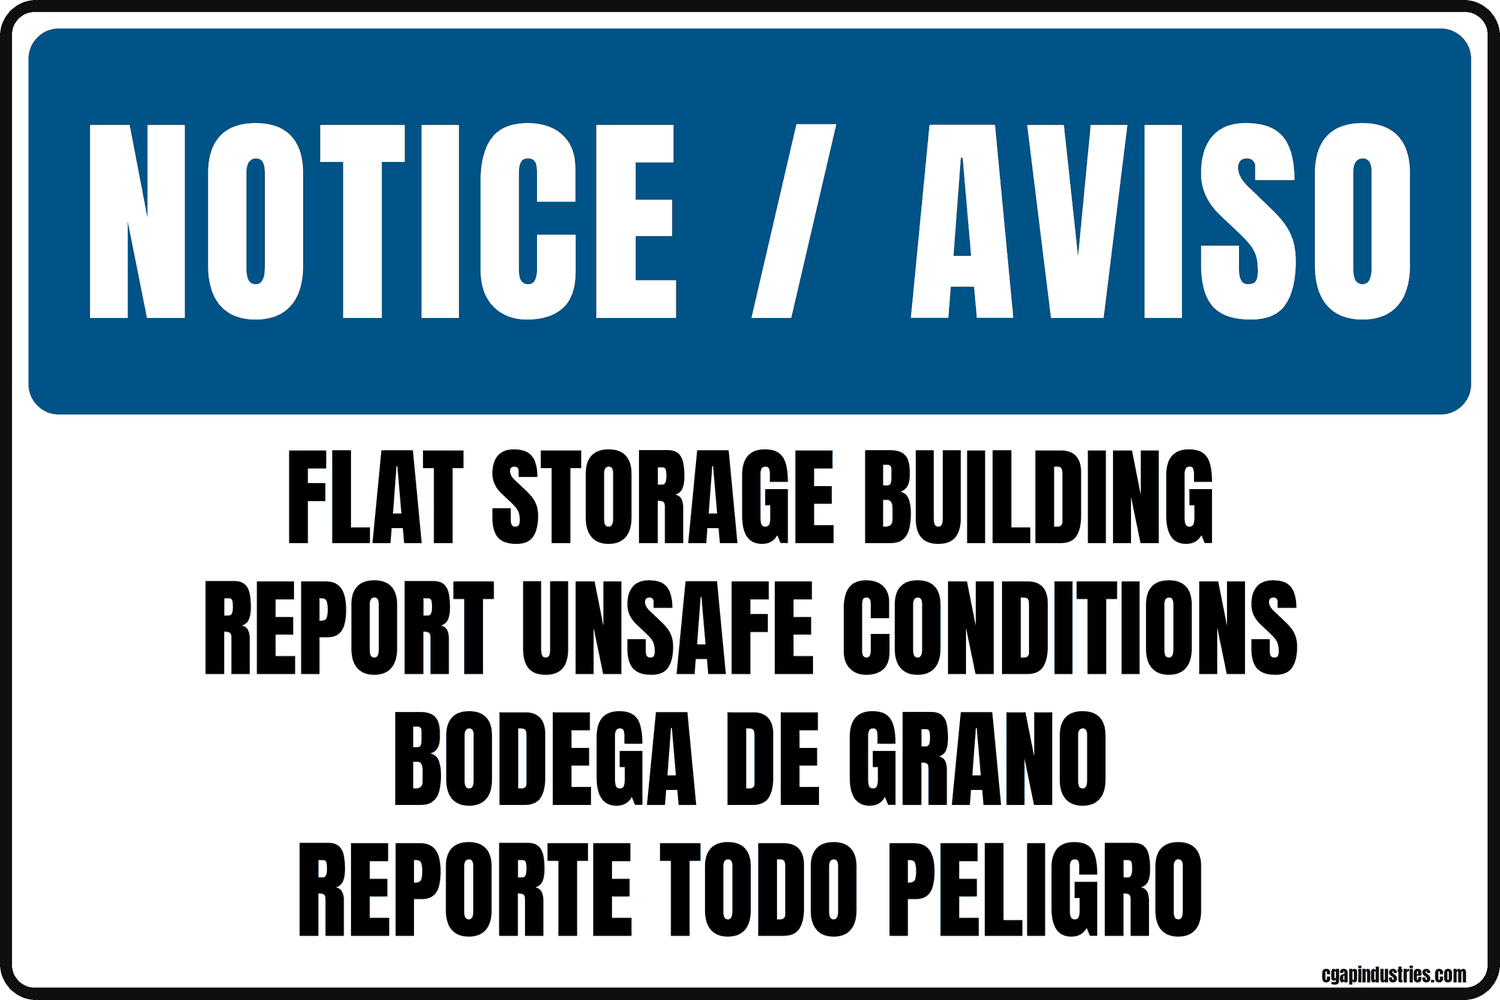 NOTICE / AVISO
FLAT STORAGE BUILDING
REPORT UNSAFE CONDITIONS
BODEGA DE GRANO
REPORTE TODO PELIGRO
cgapindustries.com